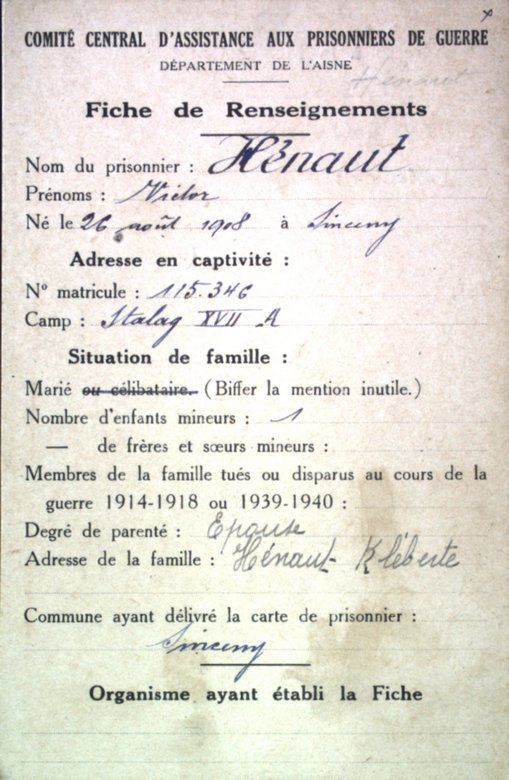 COMITÉ CENTRAL D'ASSISTANCE AUX PRISONNIERS DE GUERRE
DÉPARTEMENT DE L'AISNE
Hénaut
Fiche de Renseignements
Nom du prisonnier : Hénaut
Prénoms : Victor
Né le 26 août 1908 à Sinceny
Adresse en captivité :
N° matricule : 115.346
Camp : Stalag XVII A
Situation de famille :
Marié ou célibataire. (Biffer la mention inutile.)
Nombre d'enfants mineurs : 1
— de frères et sœurs mineurs :
Membres de la famille tués ou disparus au cours de la
guerre 1914-1918 ou 1939-1940 :
Degré de parenté : Epouse
Adresse de la famille : Hénaut Kléberte
Commune ayant délivré la carte de prisonnier :
Sinceny
Organisme ayant établi la Fiche